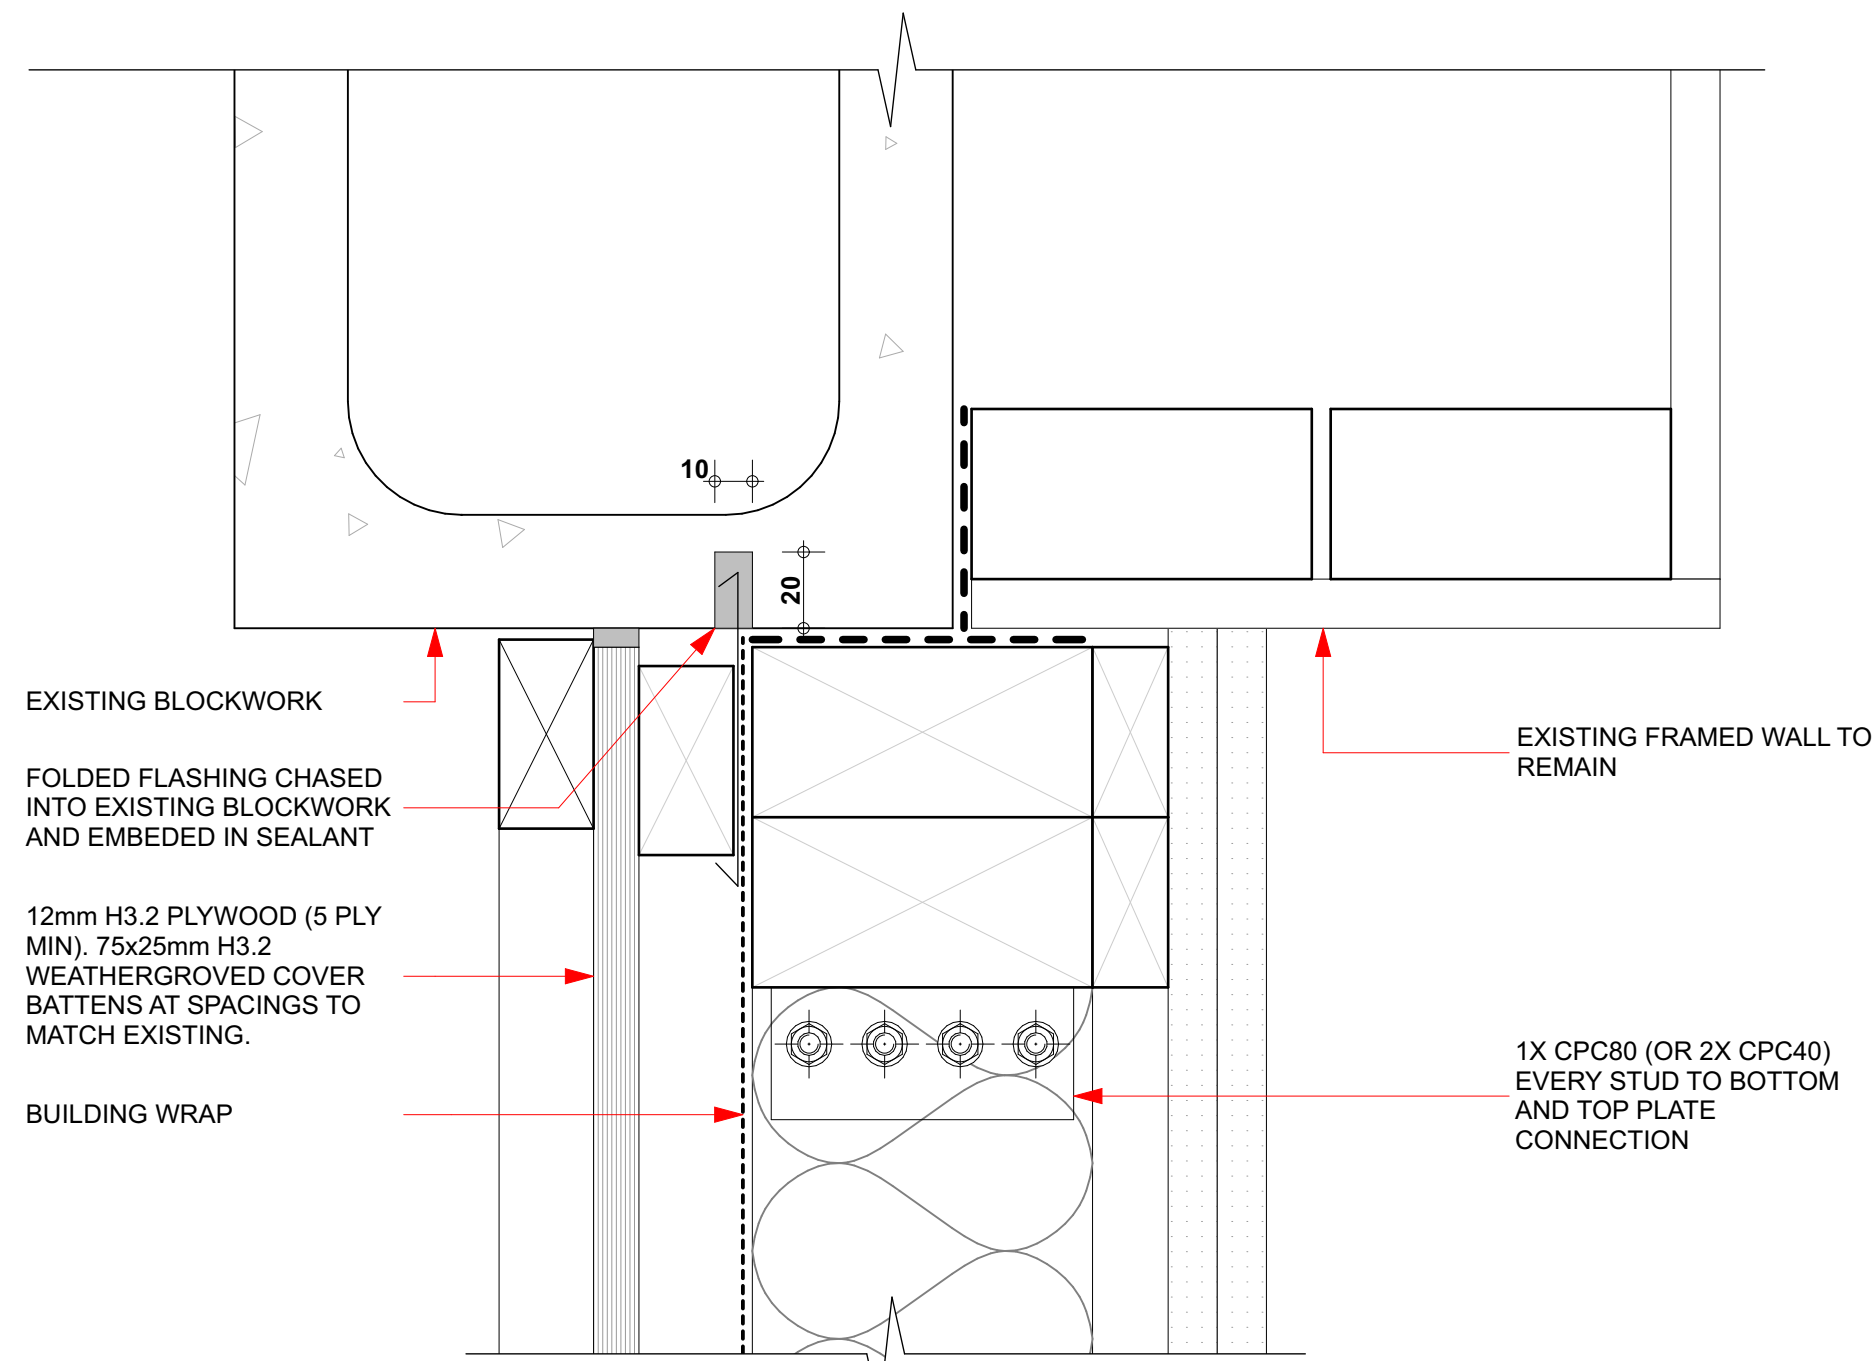 10
20
EXISTING BLOCKWORK
FOLDED FLASHING CHASED
INTO EXISTING BLOCKWORK
AND EMBEDED IN SEALANT
12mm H3.2 PLYWOOD (5 PLY
MIN). 75x25mm H3.2
WEATHERGROVED COVER
BATTENS AT SPACINGS TO
MATCH EXISTING.
BUILDING WRAP
EXISTING FRAMED WALL TO
REMAIN
1X CPC80 (OR 2X CPC40)
EVERY STUD TO BOTTOM
AND TOP PLATE
CONNECTION